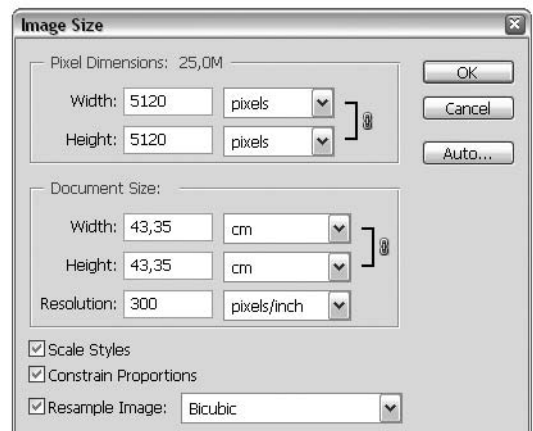 Image Size
Pixel Dimensions: 25,0M
Width: 5120 pixels
Height: 5120 pixels
OK
Cancel
Auto...
Document Size:
Width: 43,35 cm
Height: 43,35 cm
Resolution: 300 pixels/inch
Scale Styles
Constrain Proportions
Resample Image: Bicubic